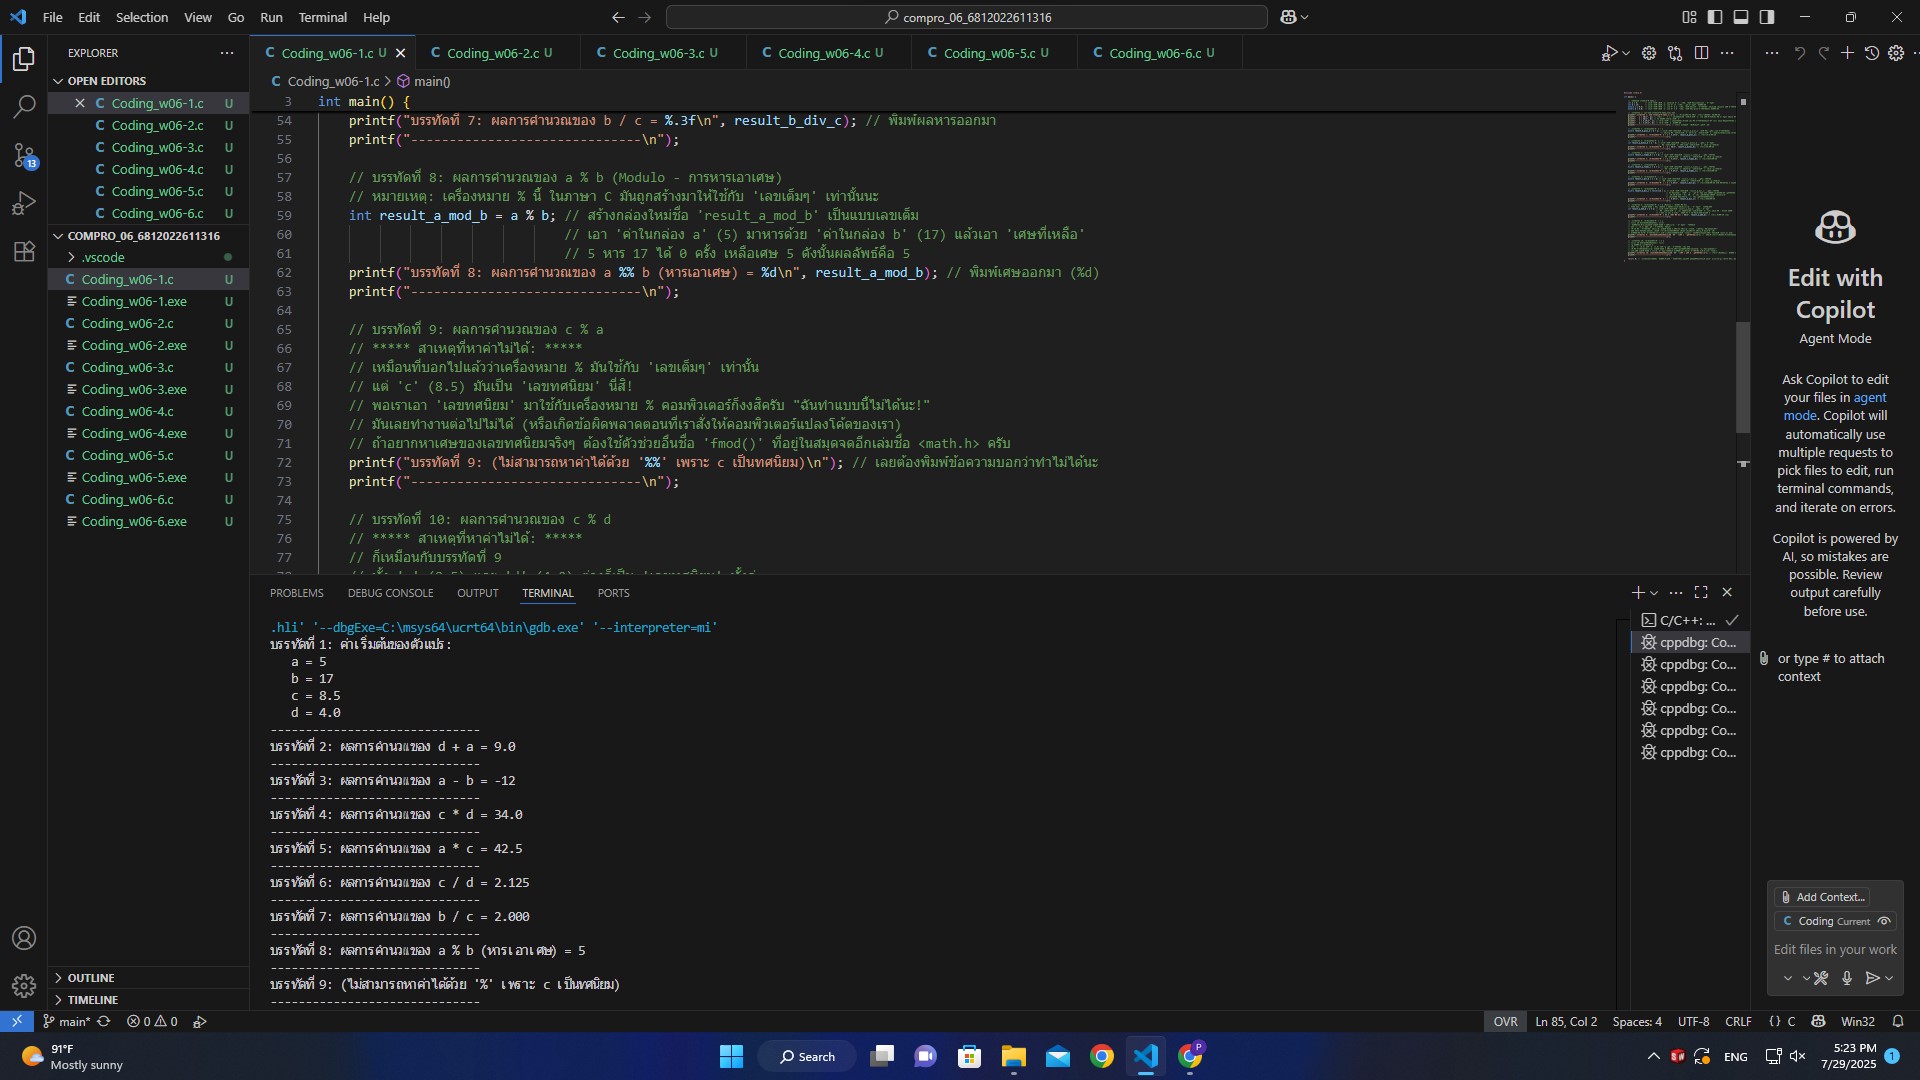 File Edit Selection View Go Run Terminal Help
compro_06_6812022611316
EXPLORER
OPEN EDITORS
Coding_w06-1.c U
Coding_w06-2.c U
Coding_w06-3.c U
Coding_w06-4.c U
Coding_w06-5.c U
Coding_w06-6.c U
13
COMPRO_06_6812022611316
.vscode
Coding_w06-1.c U
Coding_w06-1.exe U
Coding_w06-2.c U
Coding_w06-2.exe U
Coding_w06-3.c U
Coding_w06-3.exe U
Coding_w06-4.c U
Coding_w06-4.exe U
Coding_w06-5.c U
Coding_w06-5.exe U
Coding_w06-6.c U
Coding_w06-6.exe U
OUTLINE
TIMELINE
Coding_w06-1.c U Coding_w06-2.c U Coding_w06-3.c U Coding_w06-4.c U Coding_w06-5.c U Coding_w06-6.c U
Coding_w06-1.c > main()
3 int main() {
54 printf("บรรทัดที่ 7: ผลการคำนวณของ b / c = %.3f\n", result_b_div_c); // พิมพ์ผลหารออกมา
55 printf("------------------------------\n");
56
57 // บรรทัดที่ 8: ผลการคำนวณของ a % b (Modulo - การหารเอาเศษ)
58 // หมายเหตุ: เครื่องหมาย % นี้ ในภาษา C มันถูกสร้างมาให้ใช้กับ 'เลขเต็มๆ' เท่านั้นนะ
59 int result_a_mod_b = a % b; // สร้างกล่องใหม่ชื่อ 'result_a_mod_b' เป็นแบบเลขเต็ม
60 // เอา 'ค่าในกล่อง a' (5) มาหารด้วย 'ค่าในกล่อง b' (17) แล้วเอา 'เศษที่เหลือ'
61 // 5 หาร 17 ได้ 0 ครั้ง เหลือเศษ 5 ดังนั้นผลลัพธ์คือ 5
62 printf("บรรทัดที่ 8: ผลการคำนวณของ a %% b (หารเอาเศษ) = %d\n", result_a_mod_b); // พิมพ์เศษออกมา (%d)
63 printf("------------------------------\n");
64
65 // บรรทัดที่ 9: ผลการคำนวณของ c % a
66 // ***** สาเหตุที่หาค่าไม่ได้: *****
67 // เหมือนที่บอกไปแล้วว่าเครื่องหมาย % มันใช้กับ 'เลขเต็มๆ' เท่านั้น
68 // แต่ 'c' (8.5) มันเป็น 'เลขทศนิยม' นี่สิ!
69 // พอเราเอา 'เลขทศนิยม' มาใช้กับเครื่องหมาย % คอมพิวเตอร์ก็งงสิครับ "ฉันทำแบบนี้ไม่ได้นะ!"
70 // มันเลยทำงานต่อไปไม่ได้ (หรือเกิดข้อผิดพลาดตอนที่เราสั่งให้คอมพิวเตอร์แปลงโค้ดของเรา)
71 // ถ้าอยากหาเศษของเลขทศนิยมจริงๆ ต้องใช้ตัวช่วยอื่นชื่อ 'fmod()' ที่อยู่ในสมุดจดอีกเล่มชื่อ <math.h> ครับ
72 printf("บรรทัดที่ 9: (ไม่สามารถหาค่าได้ด้วย '%%' เพราะ c เป็นทศนิยม)\n"); // เลยต้องพิมพ์ข้อความบอกว่าทำไม่ได้นะ
73 printf("------------------------------\n");
74
75 // บรรทัดที่ 10: ผลการคำนวณของ c % d
76 // ***** สาเหตุที่หาค่าไม่ได้: *****
77 // ก็เหมือนกับบรรทัดที่ 9
PROBLEMS DEBUG CONSOLE OUTPUT TERMINAL PORTS
.hli' '--dbgExe=C:\msys64\ucrt64\bin\gdb.exe' '--interpreter=mi'
บรรทัดที่ 1: ค่าเริ่มต้นของตัวแปร:
a = 5
b = 17
c = 8.5
d = 4.0
------------------------------
บรรทัดที่ 2: ผลการคำนวณของ d + a = 9.0
------------------------------
บรรทัดที่ 3: ผลการคำนวณของ a - b = -12
------------------------------
บรรทัดที่ 4: ผลการคำนวณของ c * d = 34.0
------------------------------
บรรทัดที่ 5: ผลการคำนวณของ a * c = 42.5
------------------------------
บรรทัดที่ 6: ผลการคำนวณของ c / d = 2.125
------------------------------
บรรทัดที่ 7: ผลการคำนวณของ b / c = 2.000
------------------------------
บรรทัดที่ 8: ผลการคำนวณของ a % b (หารเอาเศษ) = 5
------------------------------
บรรทัดที่ 9: (ไม่สามารถหาค่าได้ด้วย '%' เพราะ c เป็นทศนิยม)
------------------------------
C/C++: ...
cppdbg: Co...
cppdbg: Co...
cppdbg: Co...
cppdbg: Co...
cppdbg: Co...
cppdbg: Co...
Edit with
Copilot
Agent Mode
Ask Copilot to edit
your files in agent
mode. Copilot will
automatically use
multiple requests to
pick files to edit, run
terminal commands,
and iterate on errors.
Copilot is powered by
AI, so mistakes are
possible. Review
output carefully
before use.
or type # to attach
context
Add Context...
Coding Current
Edit files in your work
main* 0 0
OVR Ln 85, Col 2 Spaces: 4 UTF-8 CRLF {} C Win32
91°F
Mostly sunny
Search
P
ENG
5:23 PM
7/29/2025
1